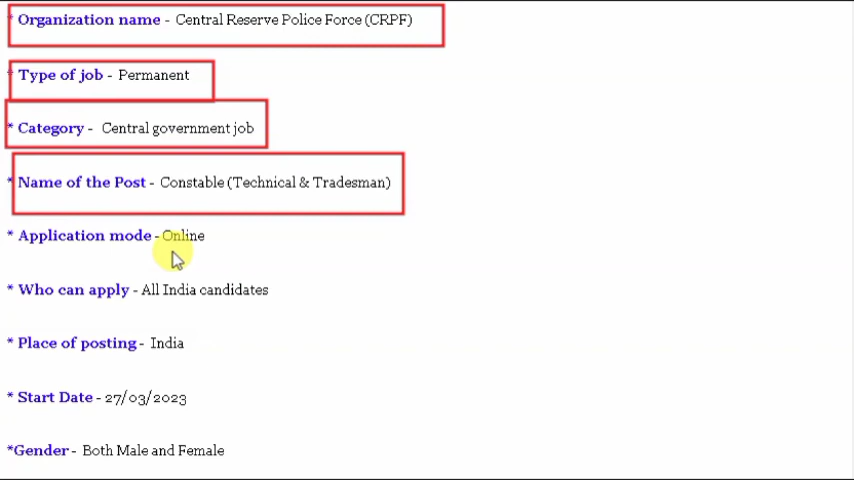 * Organization name - Central Reserve Police Force (CRPF)
* Type of job - Permanent
* Category - Central government job
* Name of the Post - Constable (Technical & Tradesman)
* Application mode - Online
* Who can apply - All India candidates
* Place of posting - India
* Start Date - 27/03/2023
*Gender - Both Male and Female